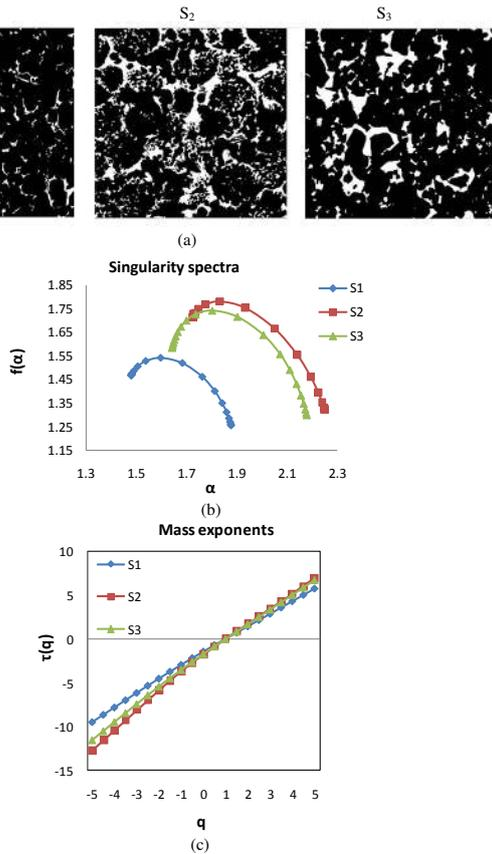 S2 S3
(a)
Singularity spectra
1.85
1.75
1.65
1.55
1.45
1.35
1.25
1.15
f(α)
1.3 1.5 1.7 1.9 2.1 2.3
α
S1
S2
S3
(b)
Mass exponents
10
5
0
-5
-10
-15
τ(q)
S1
S2
S3
-5 -4 -3 -2 -1 0 1 2 3 4 5
q
(c)